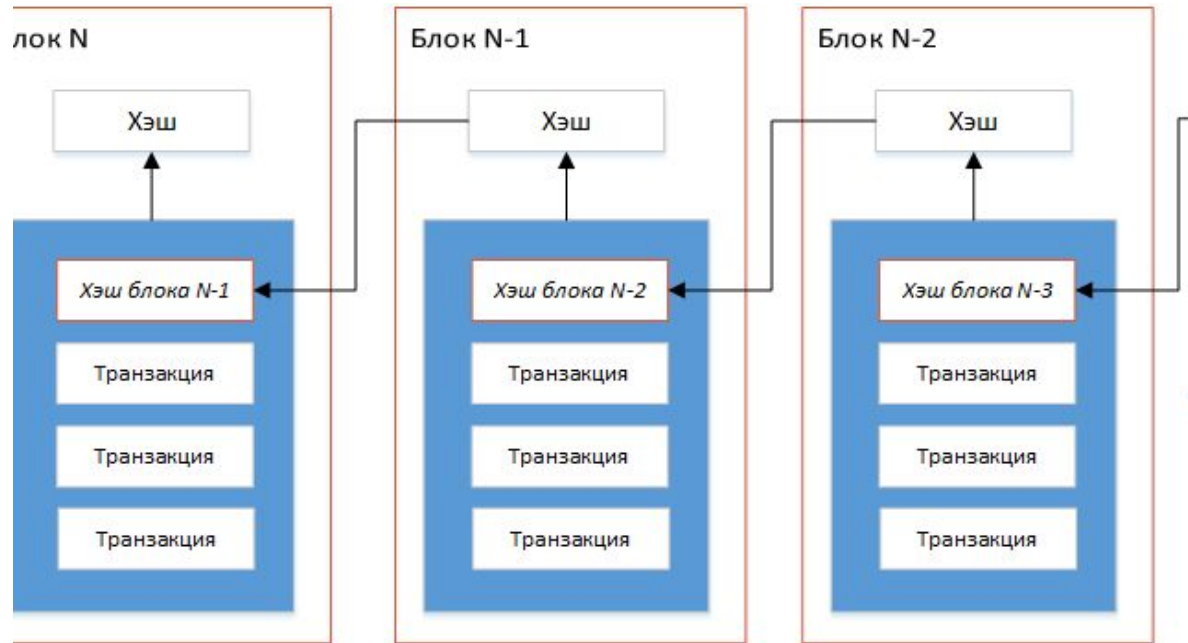 лок N
Хэш
Хэш блока N-1
Транзакция
Транзакция
Транзакция
Блок N-1
Хэш
Хэш блока N-2
Транзакция
Транзакция
Транзакция
Блок N-2
Хэш
Хэш блока N-3
Транзакция
Транзакция
Транзакция